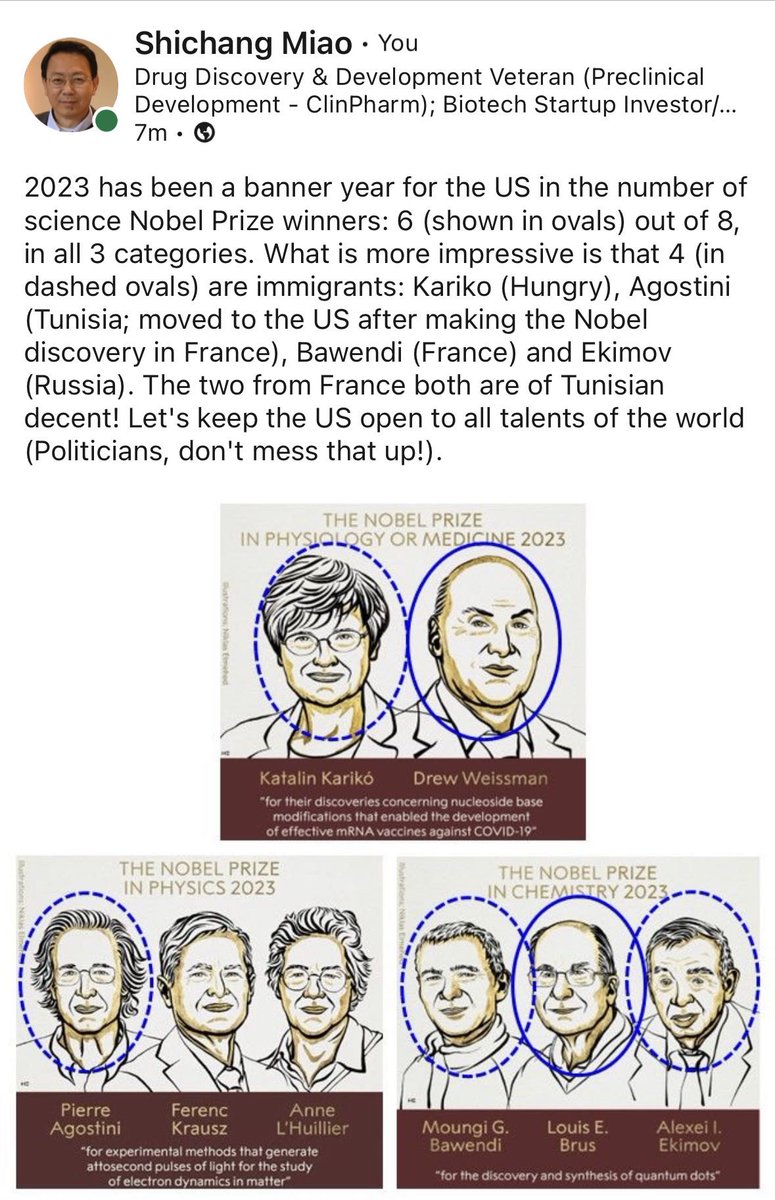 Shichang Miao • You
Drug Discovery & Development Veteran (Preclinical
Development - ClinPharm); Biotech Startup Investor/...
7m •
2023 has been a banner year for the US in the number of
science Nobel Prize winners: 6 (shown in ovals) out of 8,
in all 3 categories. What is more impressive is that 4 (in
dashed ovals) are immigrants: Kariko (Hungry), Agostini
(Tunisia; moved to the US after making the Nobel
discovery in France), Bawendi (France) and Ekimov
(Russia). The two from France both are of Tunisian
decent! Let's keep the US open to all talents of the world
(Politicians, don't mess that up!).
THE NOBEL PRIZE
IN PHYSIOLOGY OR MEDICINE 2023
Illustrations: Niklas Elmehed
Katalin Karikó
Drew Weissman
"for their discoveries concerning nucleoside base
modifications that enabled the development
of effective mRNA vaccines against COVID-19"
THE NOBEL PRIZE
IN PHYSICS 2023
Pierre
Agostini
Ferenc
Krausz
Anne
L'Huillier
"for experimental methods that generate
attosecond pulses of light for the study
of electron dynamics in matter"
THE NOBEL PRIZE
IN CHEMISTRY 2023
Moungi G.
Bawendi
Louis E.
Brus
Alexei I.
Ekimov
"for the discovery and synthesis of quantum dots"